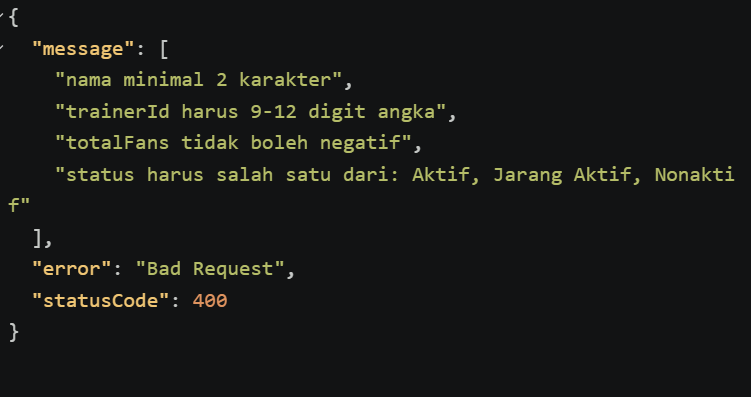 {
"message": [
"nama minimal 2 karakter",
"trainerId harus 9-12 digit angka",
"totalFans tidak boleh negatif",
"status harus salah satu dari: Aktif, Jarang Aktif, Nonakti
f"
],
"error": "Bad Request",
"statusCode": 400
}